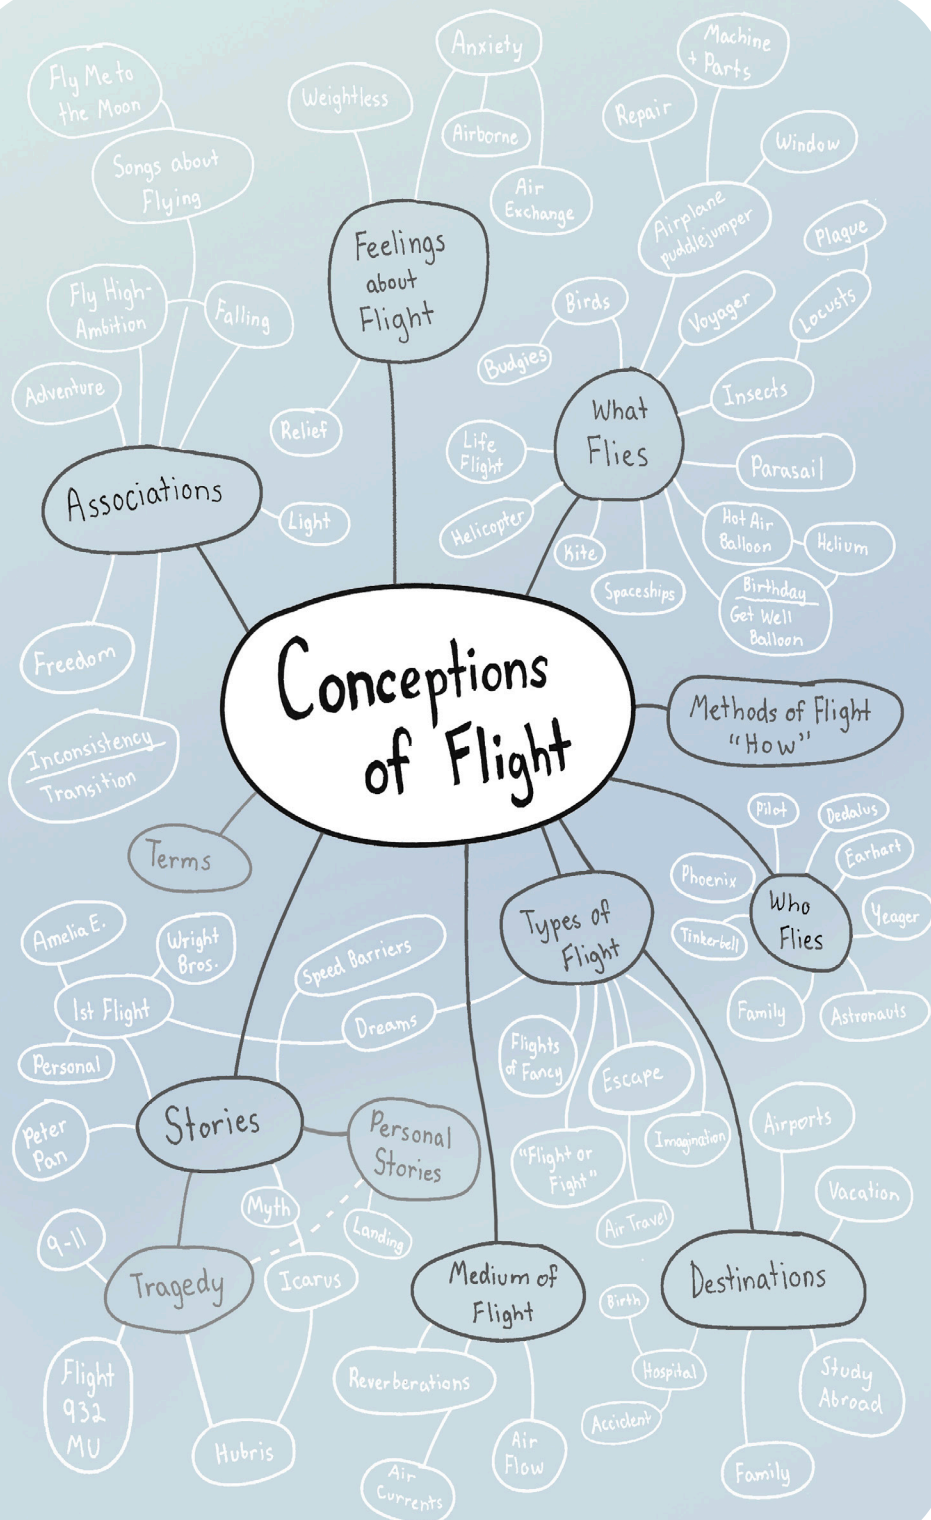 Fly Me to
the Moon
Songs about
Flying
Fly High-
Ambition
Falling
Adventure
Associations
Light
Freedom
Inconsistency
Transition
Weightless
Anxiety
Airborne
Air
Exchange
Feelings
about
Flight
Relief
Machine
+ Parts
Repair
Window
Airplane
puddlejumper
Plague
Locusts
Birds
Budgies
Voyager
Insects
What
Flies
Life
Flight
Helicopter
Kite
Spaceships
Parasail
Hot Air
Balloon
Helium
Birthday
Get Well
Balloon
Conceptions
of Flight
Methods of Flight
"How"
Terms
Pilot
Dedalus
Earhart
Phoenix
Who
Flies
Yeager
Tinkerbell
Family
Astronauts
Types of
Flight
Amelia E.
Wright
Bros.
1st Flight
Speed Barriers
Dreams
Personal
Peter
Pan
Stories
Personal
Stories
Flights
of Fancy
Escape
"Flight or
Fight"
Imagination
Air Travel
Airports
Vacation
Destinations
Myth
Landing
9-11
Tragedy
Icarus
Flight
932
MU
Hubris
Medium of
Flight
Reverberations
Air
Currents
Air
Flow
Birth
Hospital
Accident
Study
Abroad
Family